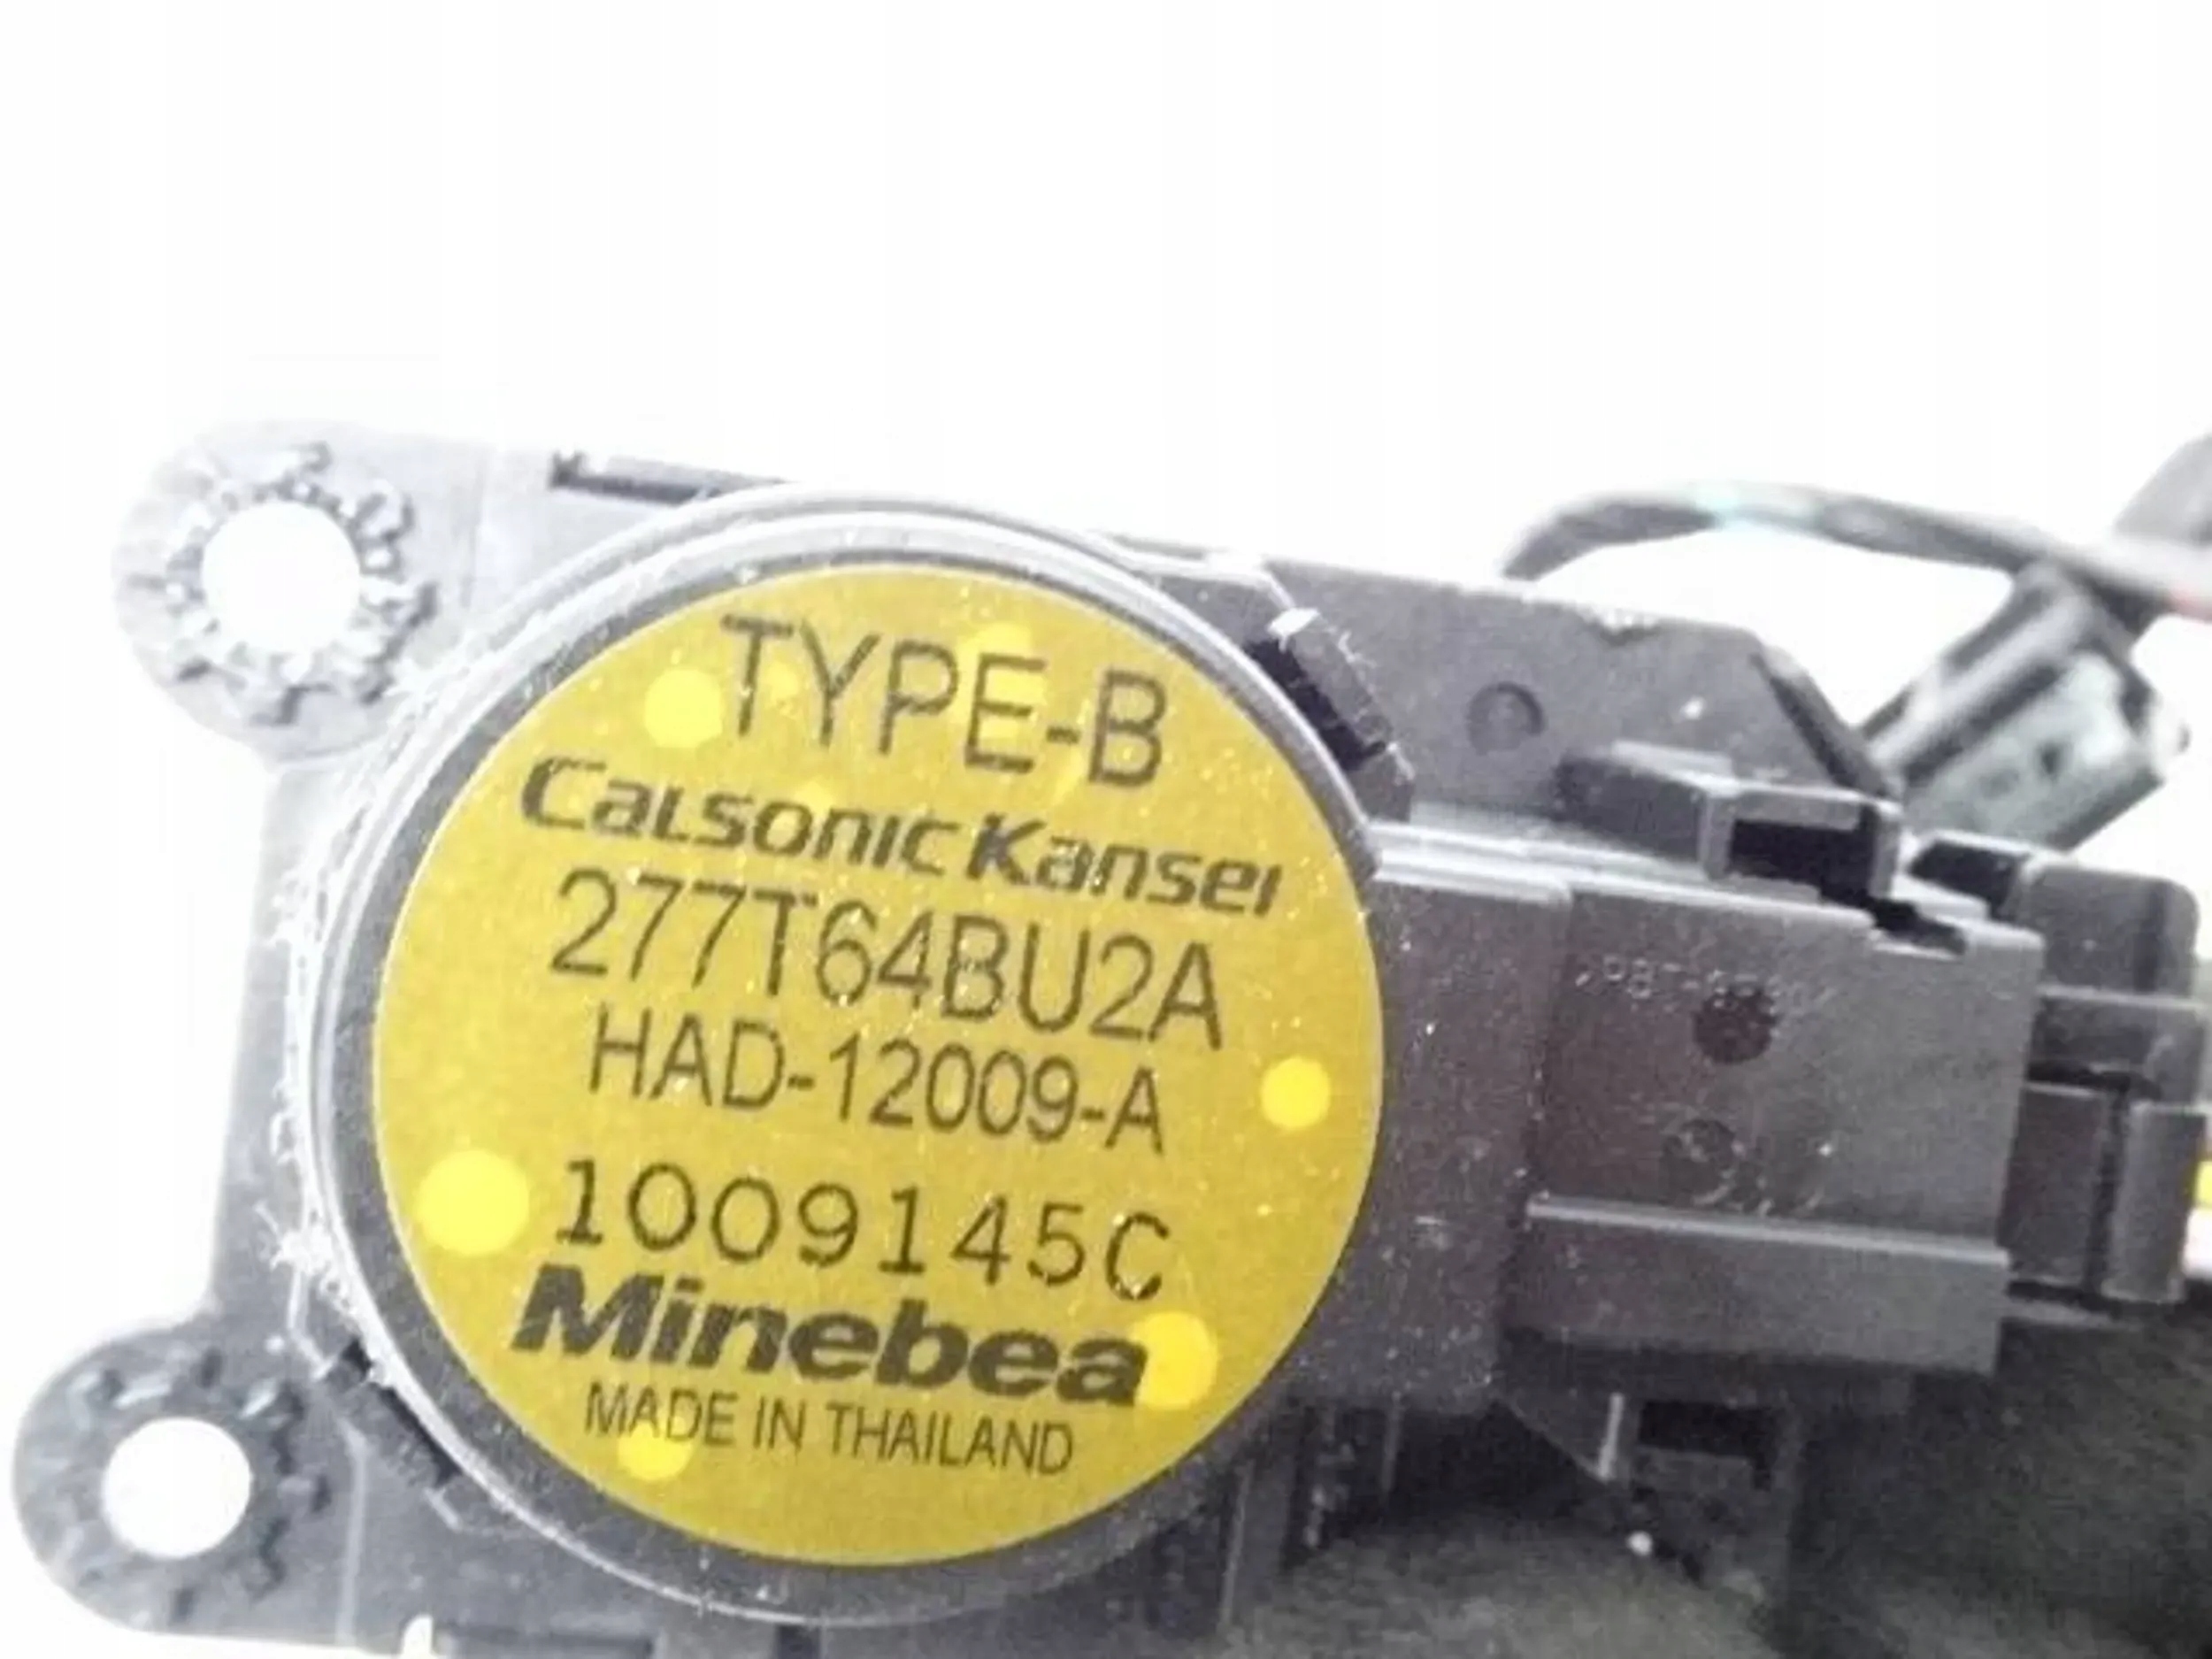 TYPE-B
CalsonicKansei
277T64BU2A
HAD-12009-A
1009145C
Minebea
MADE IN THAILAND